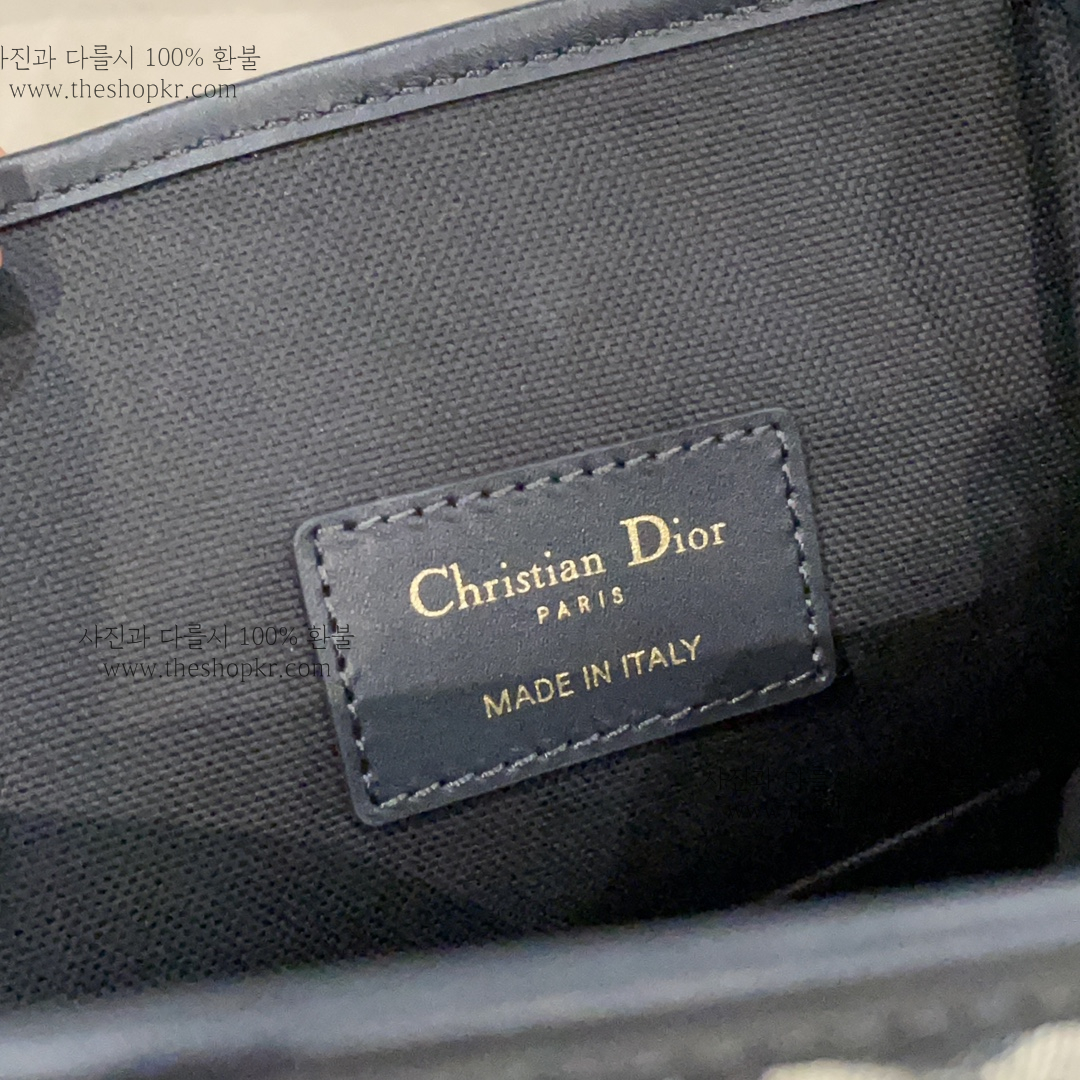 사진과 다를시 100% 환불
www.theshopkr.com
Christian Dior
PARIS
MADE IN ITALY
사진과 다를시 100% 환불
www.theshopkr.com